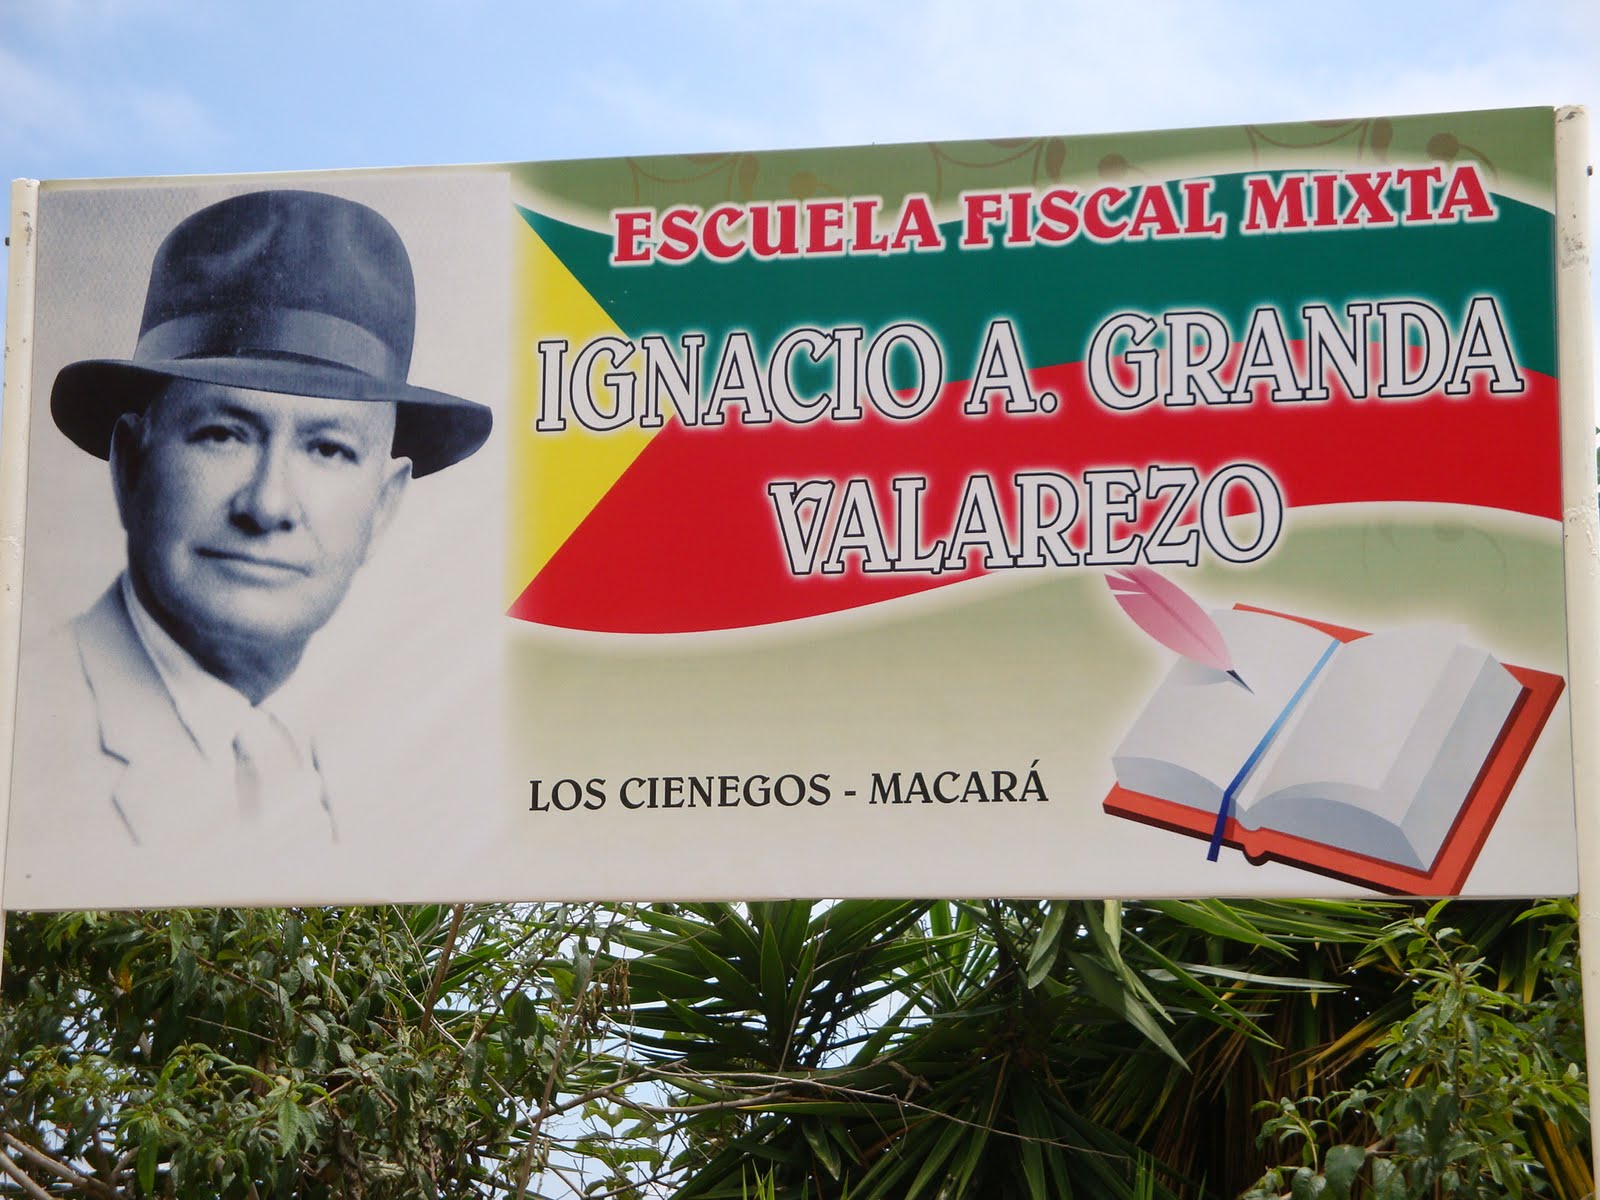 ESCUELA FISCAL MIXTA
IGNACIO A. GRANDA
VALAREZO
LOS CIENEGOS - MACARÁ